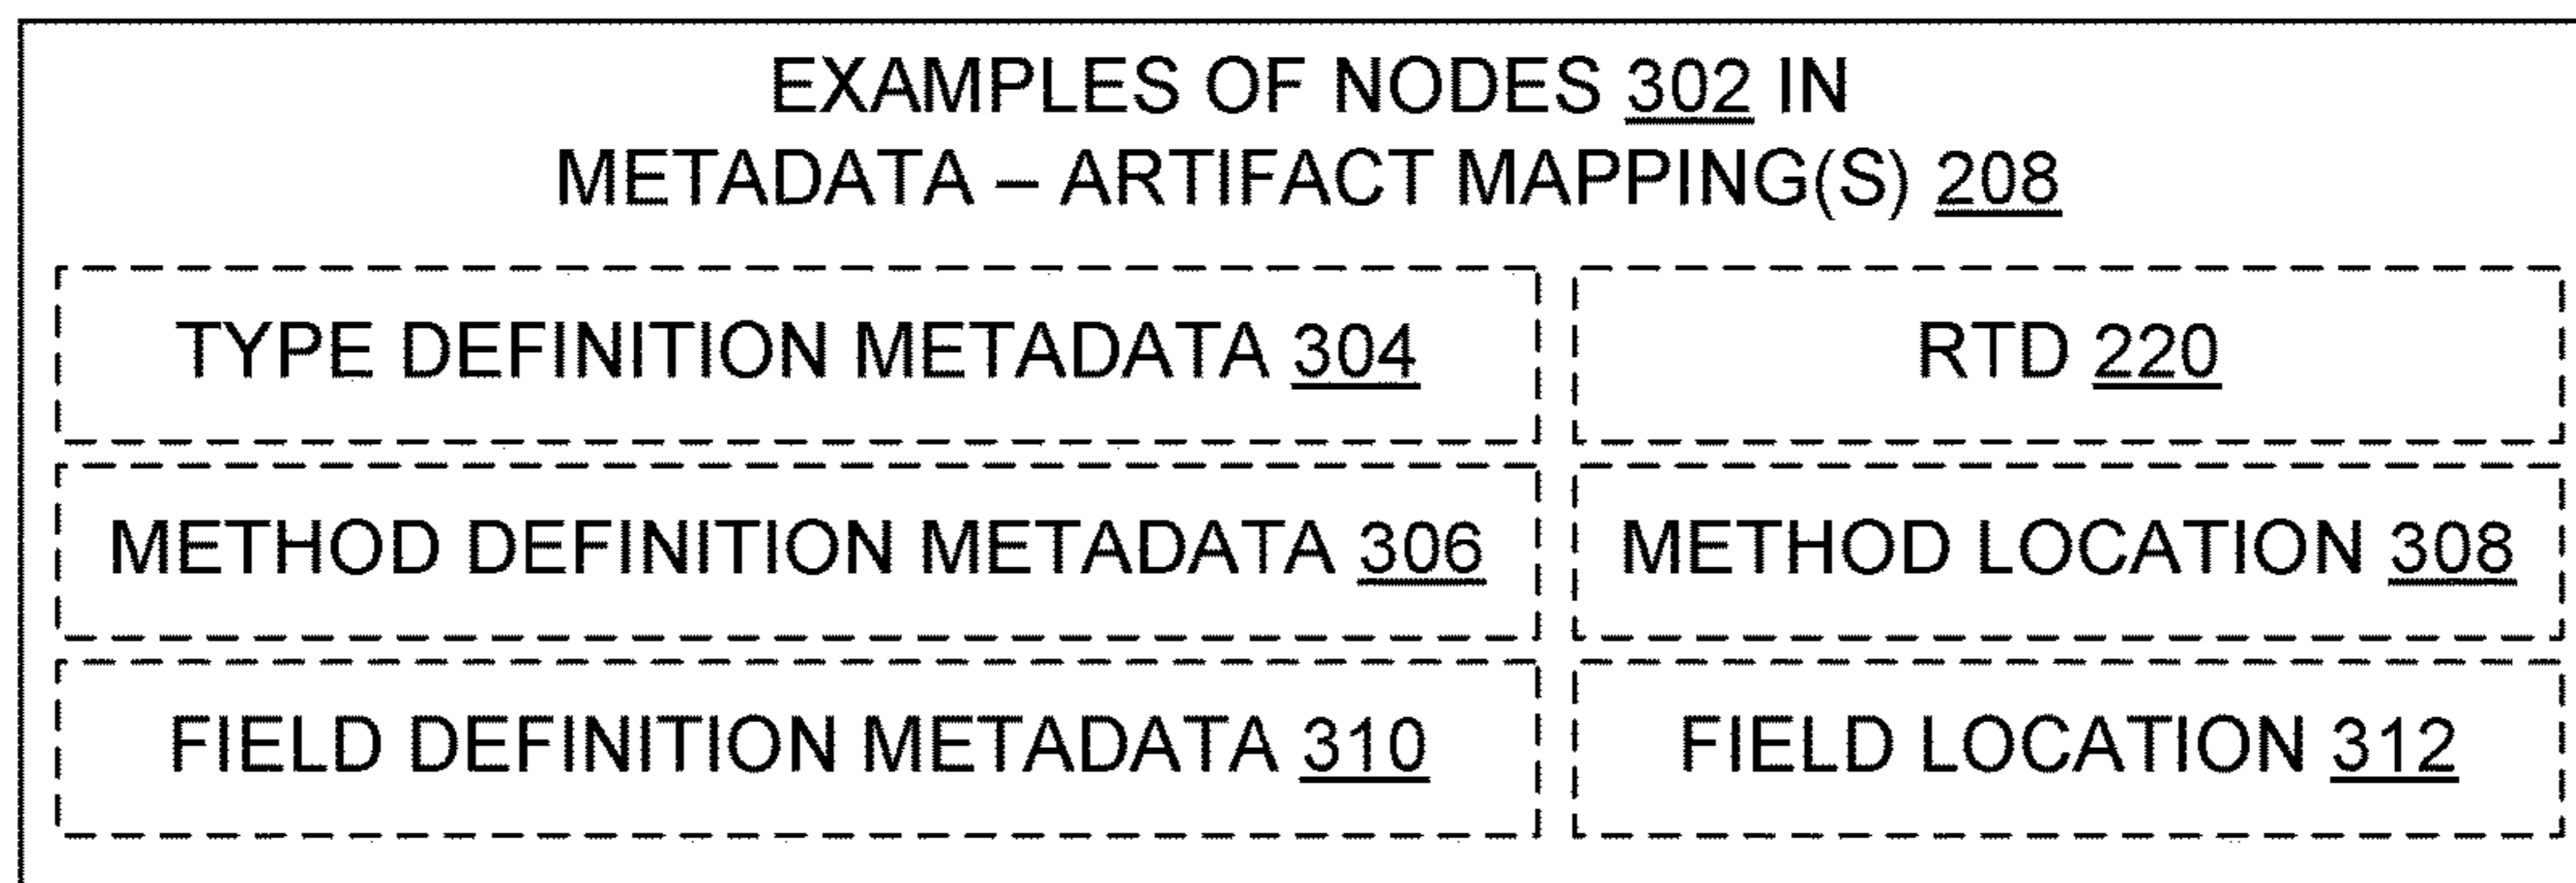 EXAMPLES OF NODES 302 IN
METADATA – ARTIFACT MAPPING(S) 208
TYPE DEFINITION METADATA 304
RTD 220
METHOD DEFINITION METADATA 306
METHOD LOCATION 308
FIELD DEFINITION METADATA 310
FIELD LOCATION 312